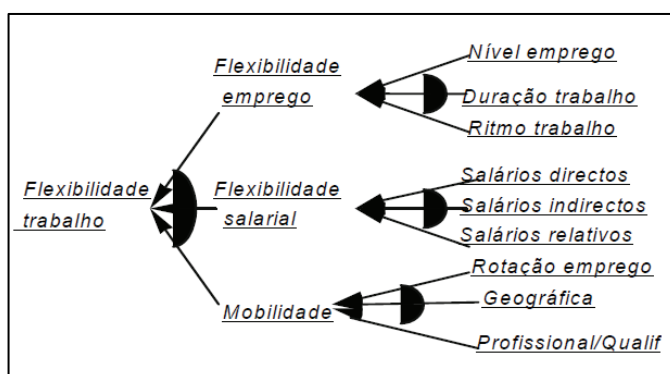 Flexibilidade
emprego
Nível emprego
Duração trabalho
Ritmo trabalho
Flexibilidade
trabalho
Flexibilidade
salarial
Salários directos
Salários indirectos
Salários relativos
Mobilidade
Rotação emprego
Geográfica
Profissional/Qualif